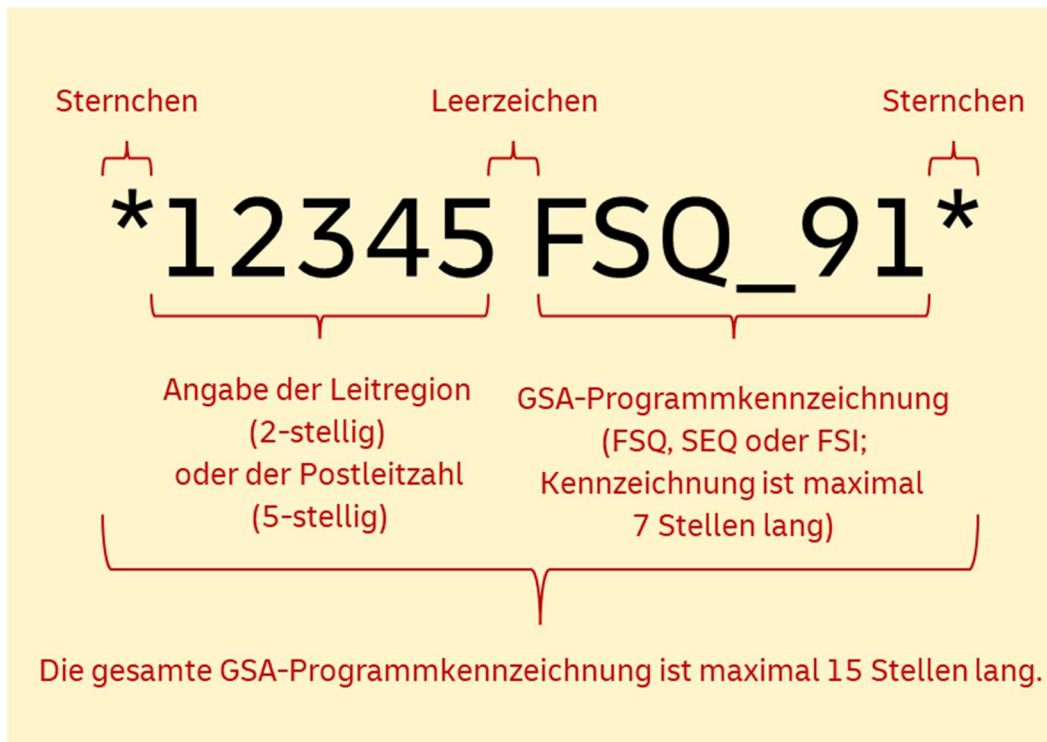 Sternchen Leerzeichen Sternchen
*12345 FSQ_91*
Angabe der Leitregion
(2-stellig)
oder der Postleitzahl
(5-stellig)
GSA-Programmkennzeichnung
(FSQ, SEQ oder FSI;
Kennzeichnung ist maximal
7 Stellen lang)
Die gesamte GSA-Programmkennzeichnung ist maximal 15 Stellen lang.